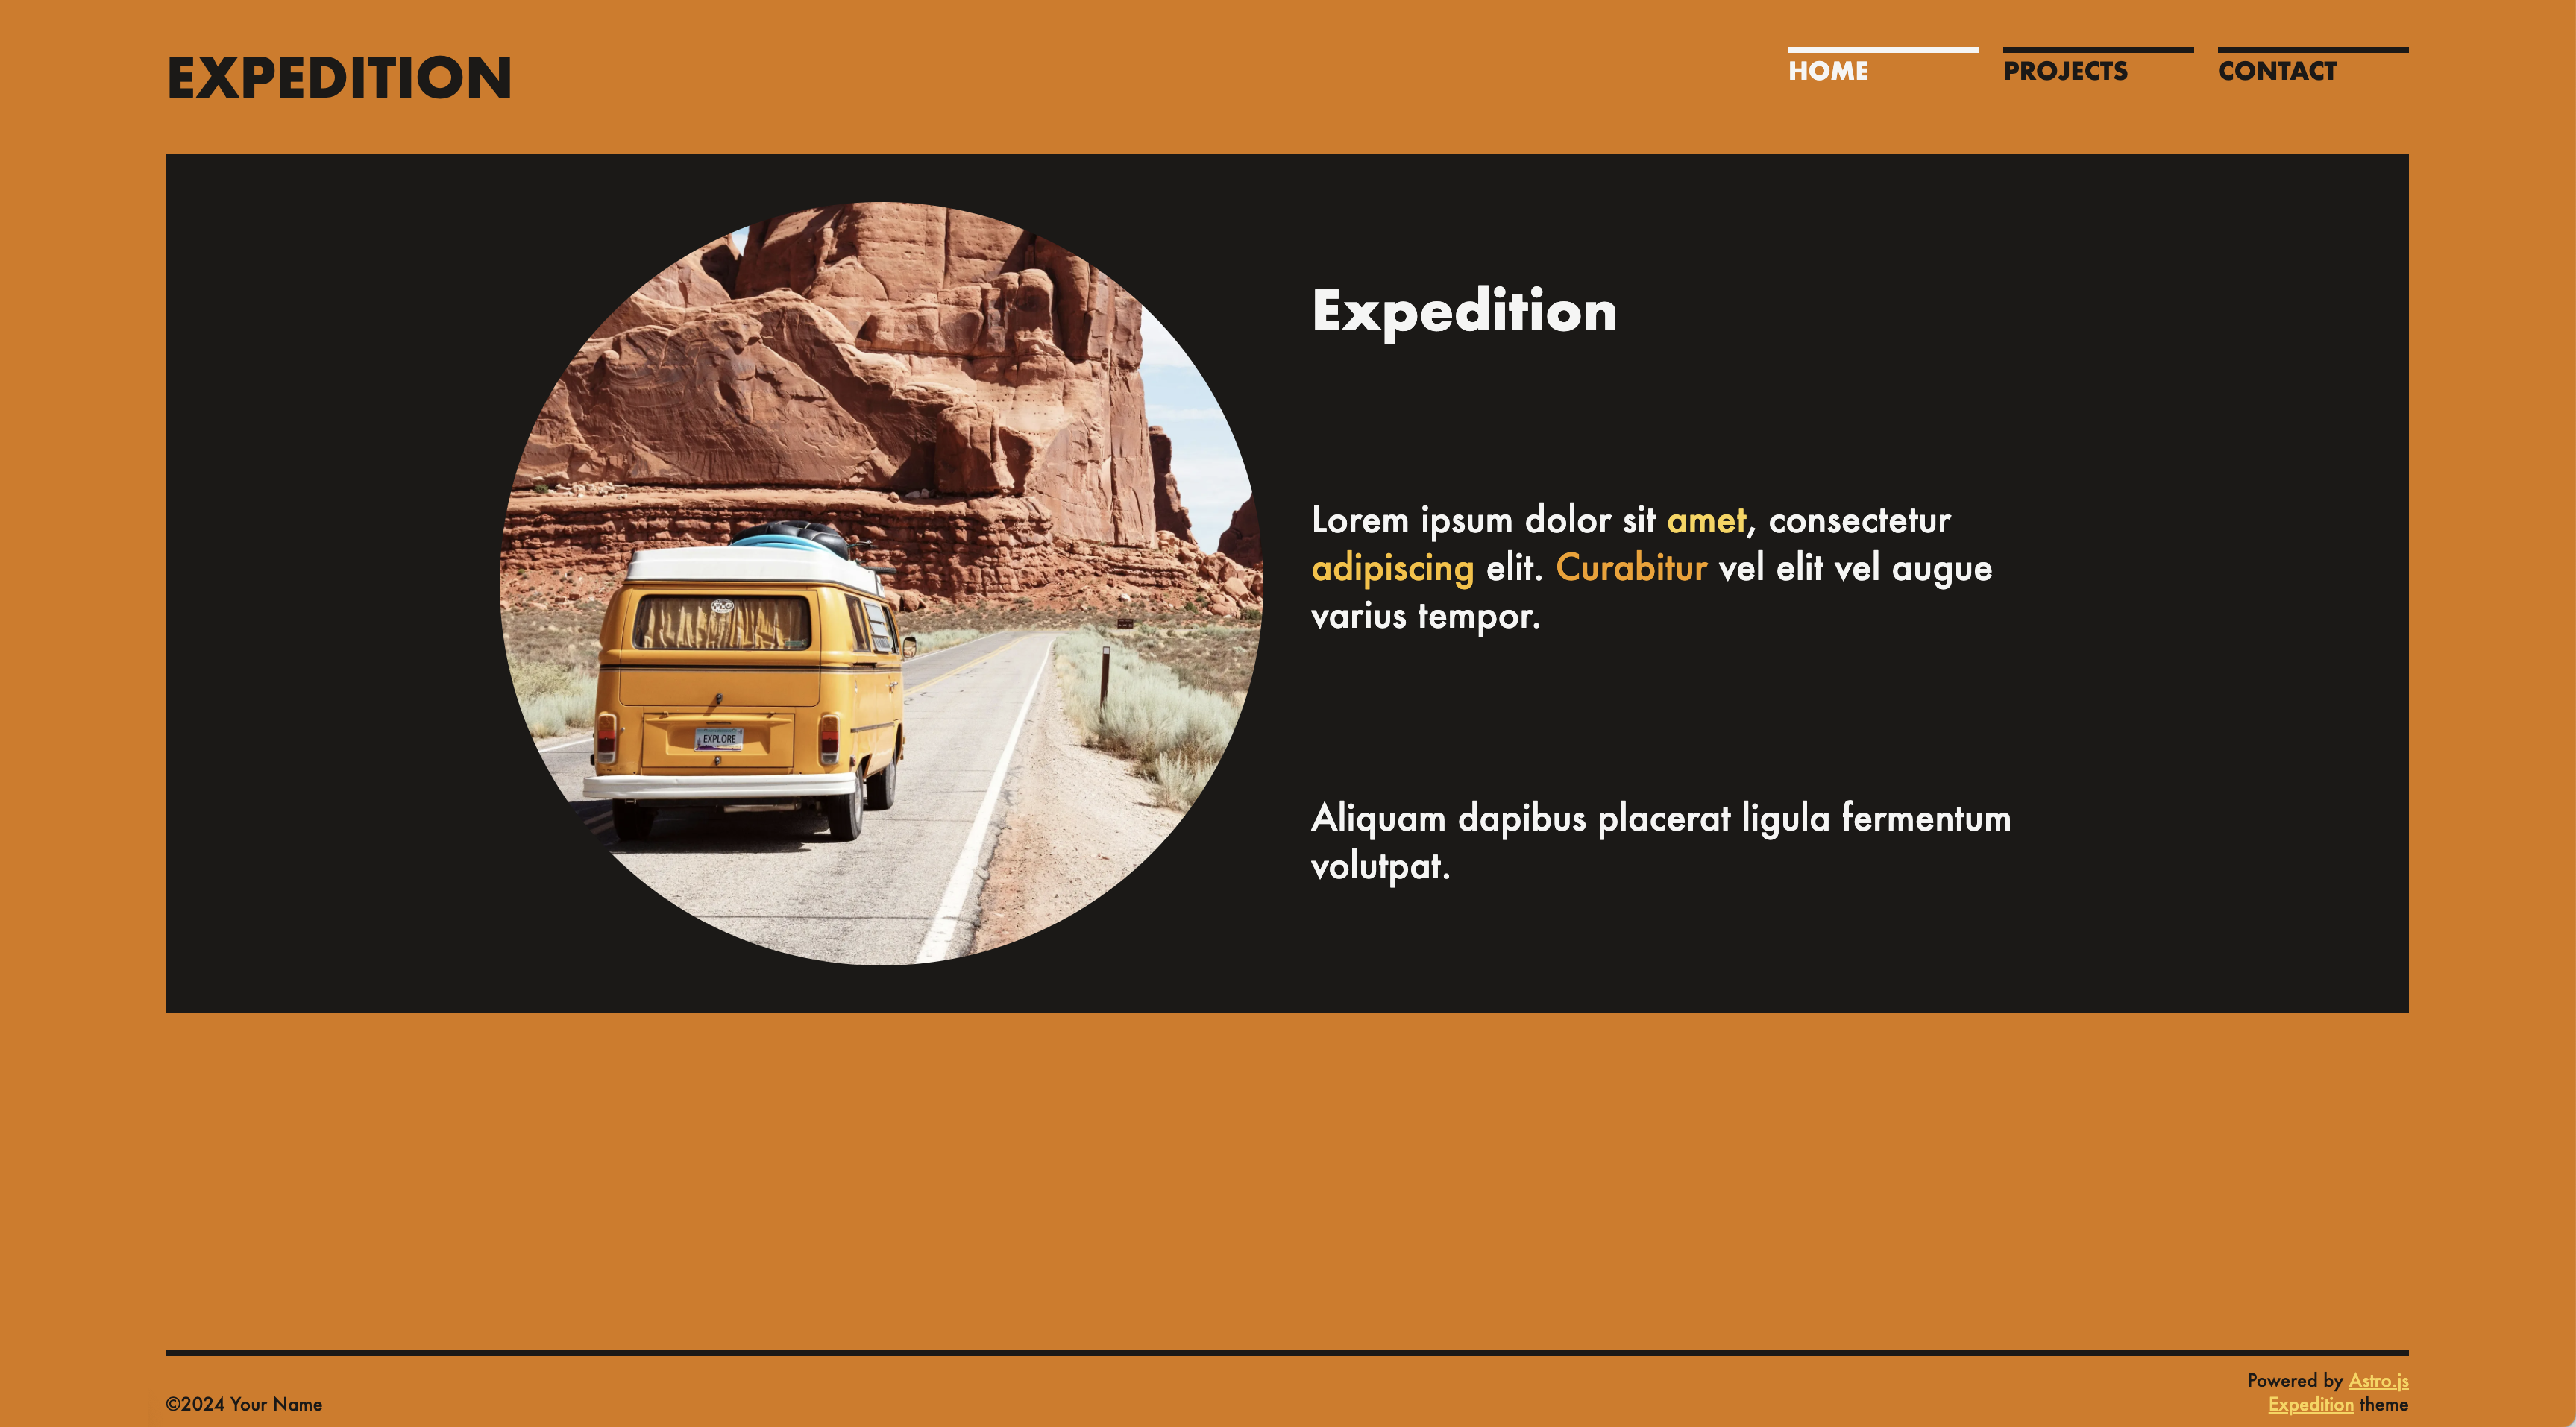 EXPEDITION
HOME
PROJECTS
CONTACT
EXPLORE
Expedition
Lorem ipsum dolor sit amet, consectetur
adipiscing elit. Curabitur vel elit vel augue
varius tempor.
Aliquam dapibus placerat ligula fermentum
volutpat.
©2024 Your Name
Powered by Astro.js
Expedition theme